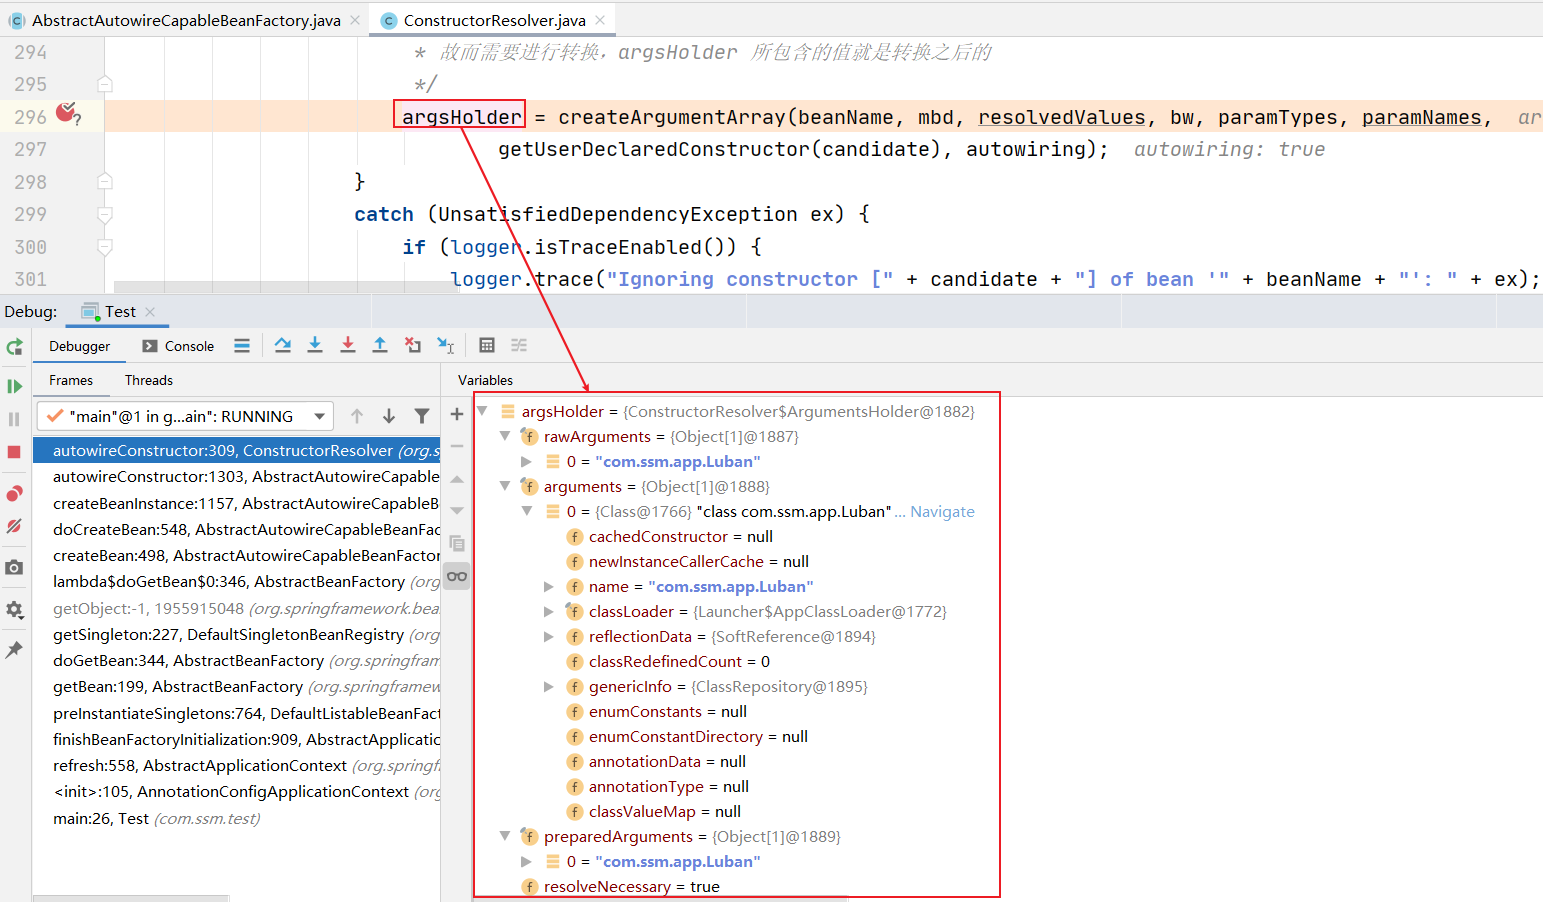 AbstractAutowireCapableBeanFactory.java
ConstructorResolver.java
294 * 故而需要进行转换，argsHolder 所包含的值就是转换之后的
295 */
296 argsHolder = createArgumentArray(beanName, mbd, resolvedValues, bw, paramTypes, paramNames, ar
297 getUserDeclaredConstructor(candidate), autowiring); autowiring: true
298 }
299 catch (UnsatisfiedDependencyException ex) {
300 if (logger.isTraceEnabled()) {
301 logger.trace("Ignoring constructor [" + candidate + "] of bean '" + beanName + "': " + ex);
Debug: Test
Debugger Console
Frames Threads
"main"@1 in g...ain": RUNNING
autowireConstructor:309, ConstructorResolver (org.s
autowireConstructor:1303, AbstractAutowireCapable
createBeanInstance:1157, AbstractAutowireCapableB
doCreateBean:548, AbstractAutowireCapableBeanFac
createBean:498, AbstractAutowireCapableBeanFactor
lambda$doGetBean$0:346, AbstractBeanFactory (org
getObject:-1, 1955915048 (org.springframework.bea
getSingleton:227, DefaultSingletonBeanRegistry (org
doGetBean:344, AbstractBeanFactory (org.springfram
getBean:199, AbstractBeanFactory (org.springframew
preInstantiateSingletons:764, DefaultListableBeanFact
finishBeanFactoryInitialization:909, AbstractApplication
refresh:558, AbstractApplicationContext (org.springf
<init>:105, AnnotationConfigApplicationContext (org
main:26, Test (com.ssm.test)
Variables
argsHolder = {ConstructorResolver$ArgumentsHolder@1882}
rawArguments = {Object[1]@1887}
0 = "com.ssm.app.Luban"
arguments = {Object[1]@1888}
0 = {Class@1766} "class com.ssm.app.Luban"... Navigate
cachedConstructor = null
newInstanceCallerCache = null
name = "com.ssm.app.Luban"
classLoader = {Launcher$AppClassLoader@1772}
reflectionData = {SoftReference@1894}
classRedefinedCount = 0
genericInfo = {ClassRepository@1895}
enumConstants = null
enumConstantDirectory = null
annotationData = null
annotationType = null
classValueMap = null
preparedArguments = {Object[1]@1889}
0 = "com.ssm.app.Luban"
resolveNecessary = true